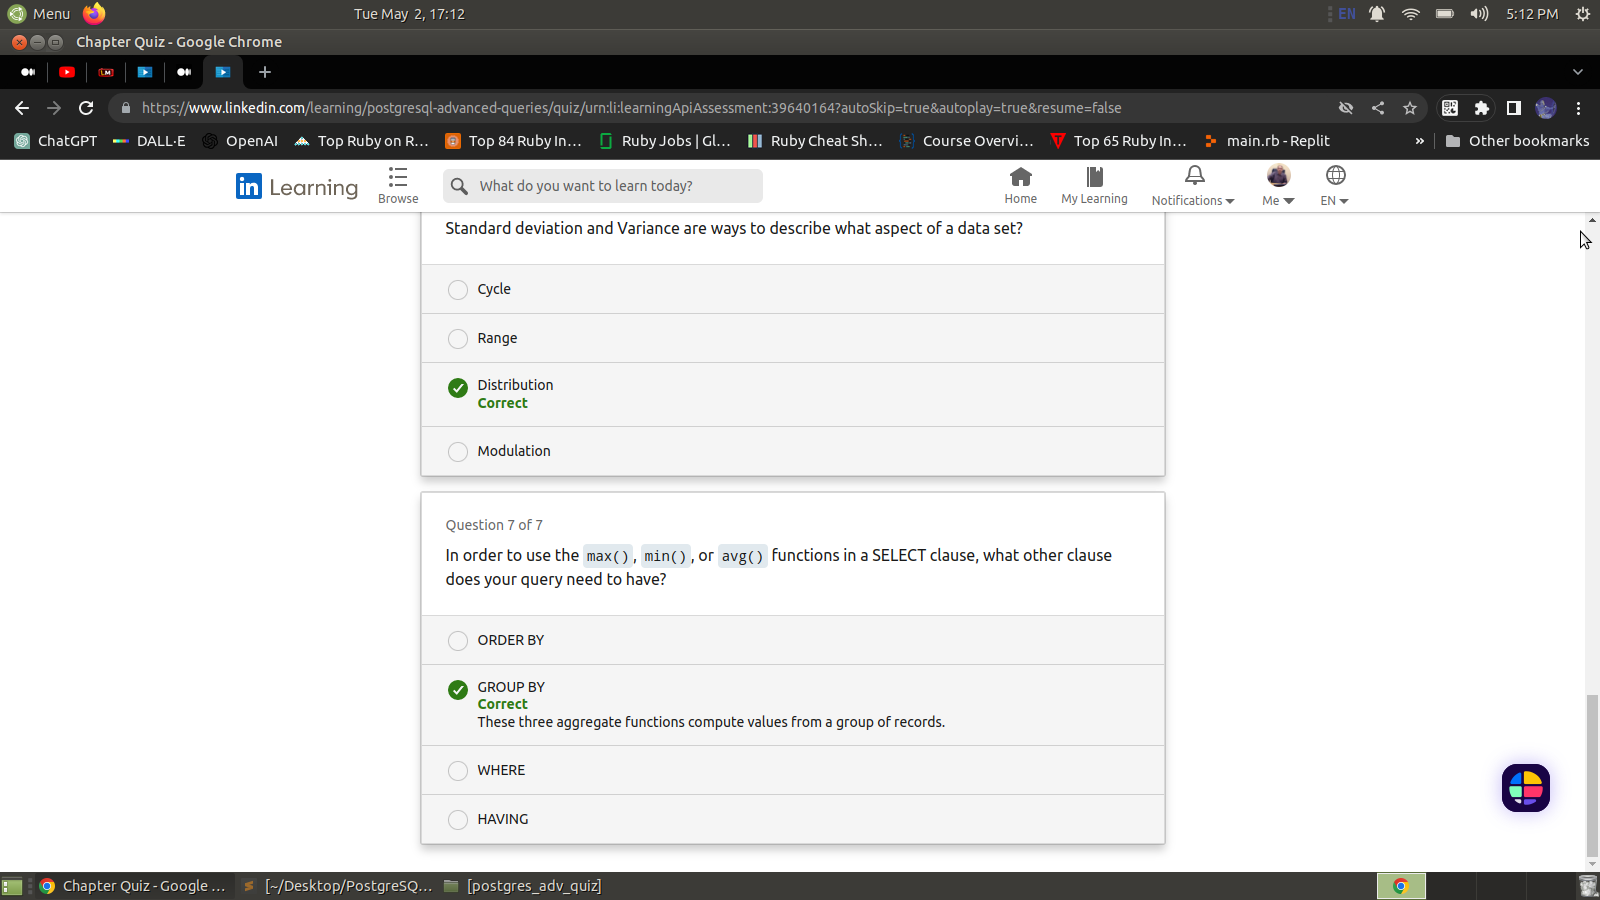 Menu
Tue May 2, 17:12
EN
5:12 PM
Chapter Quiz - Google Chrome
LM
https://www.linkedin.com/learning/postgresql-advanced-queries/quiz/urn:li:learningApiAssessment:39640164?autoSkip=true&autoplay=true&resume=false
ChatGPT
DALL·E
OpenAI
Top Ruby on R...
Top 84 Ruby In...
Ruby Jobs | Gl...
Ruby Cheat Sh...
Course Overvi...
Top 65 Ruby In...
main.rb - Replit
»
Other bookmarks
in Learning
Browse
What do you want to learn today?
Home
My Learning
Notifications
Me
EN
Standard deviation and Variance are ways to describe what aspect of a data set?
Cycle
Range
Distribution
Correct
Modulation
Question 7 of 7
In order to use the max(), min(), or avg() functions in a SELECT clause, what other clause
does your query need to have?
ORDER BY
GROUP BY
Correct
These three aggregate functions compute values from a group of records.
WHERE
HAVING
Chapter Quiz - Google ...
[~/Desktop/PostgreSQ...
[postgres_adv_quiz]